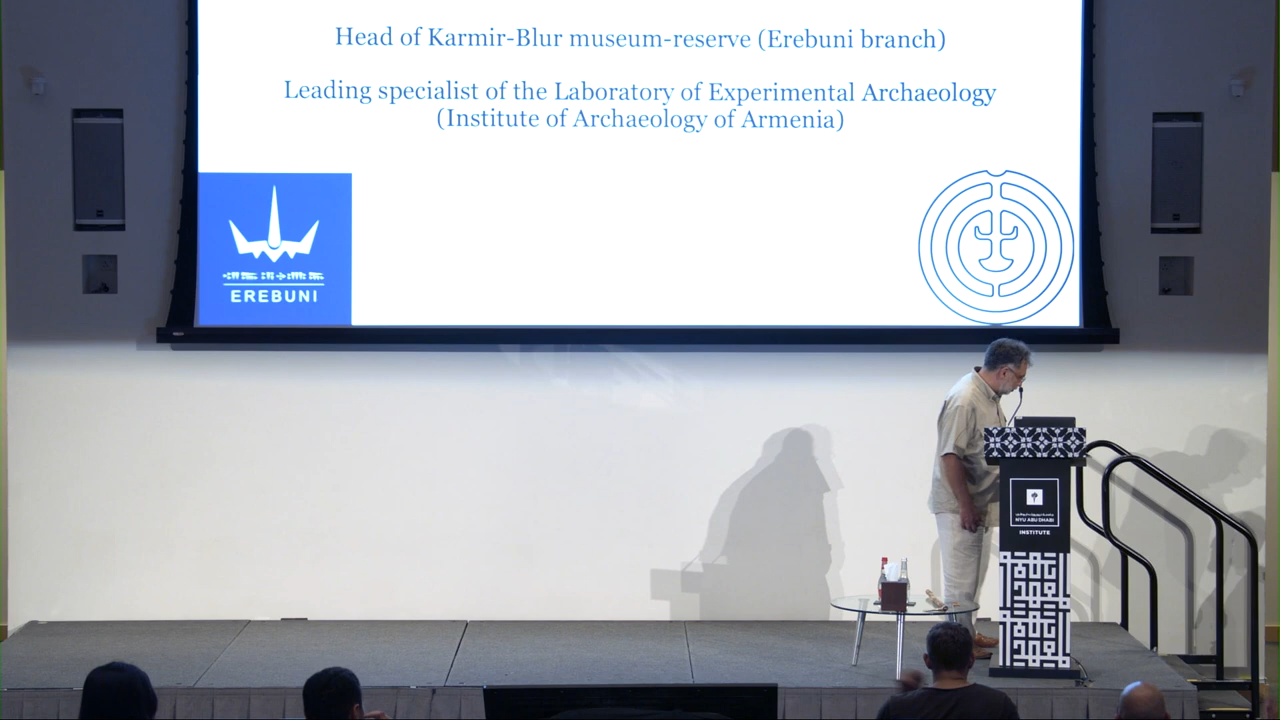 Head of Karmir-Blur museum-reserve (Erebuni branch)
Leading specialist of the Laboratory of Experimental Archaeology
(Institute of Archaeology of Armenia)
EREBUNI
NYU ABU DHABI
INSTITUTE